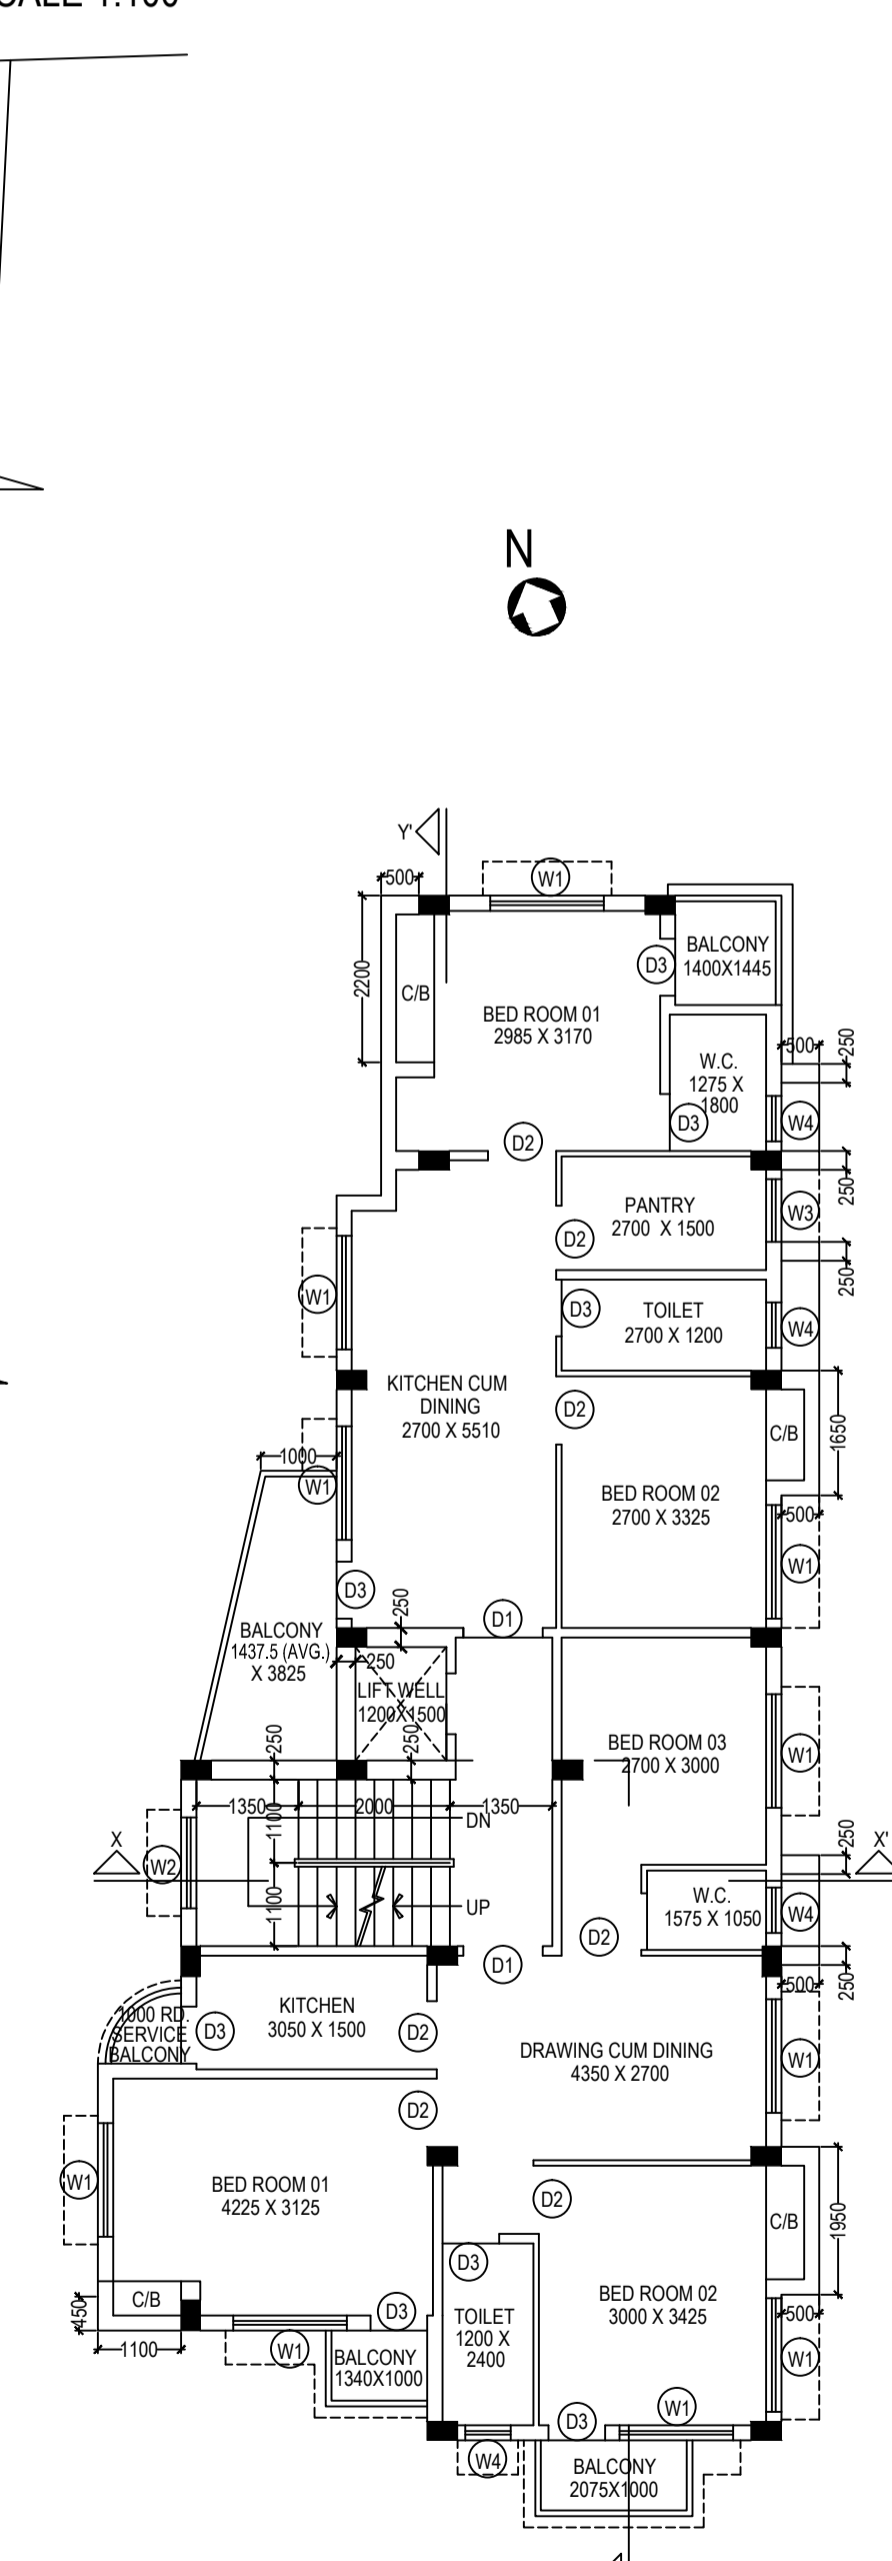 N
Y'
500
W1
2200
C/B
BED ROOM 01
2985 X 3170
D3
BALCONY
1400X1445
W.C.
1275 X
1800
D3
500
250
W4
D2
250
PANTRY
2700 X 1500
W3
D2
250
W1
D3
TOILET
2700 X 1200
W4
KITCHEN CUM
DINING
2700 X 5510
D2
C/B
1650
1000
W1
BED ROOM 02
2700 X 3325
500
W1
D3
250
D1
BALCONY
1437.5 (AVG.)
X 3825
250
LIFT WELL
1200X1500
250
250
BED ROOM 03
2700 X 3000
W1
1350
2000
1350
1100
DN
X
W2
X'
250
1100
UP
W.C.
1575 X 1050
W4
D1
D2
500
250
1000 RD.
SERVICE
BALCONY
D3
KITCHEN
3050 X 1500
D2
DRAWING CUM DINING
4350 X 2700
W1
D2
W1
BED ROOM 01
4225 X 3125
D2
C/B
1950
D3
C/B
450
1100
D3
W1
BALCONY
1340X1000
TOILET
1200 X
2400
BED ROOM 02
3000 X 3425
500
W1
W1
D3
W4
BALCONY
2075X1000